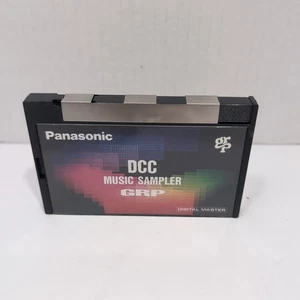 Panasonic
grp
DCC
MUSIC SAMPLER
GRP
DIGITAL MASTER